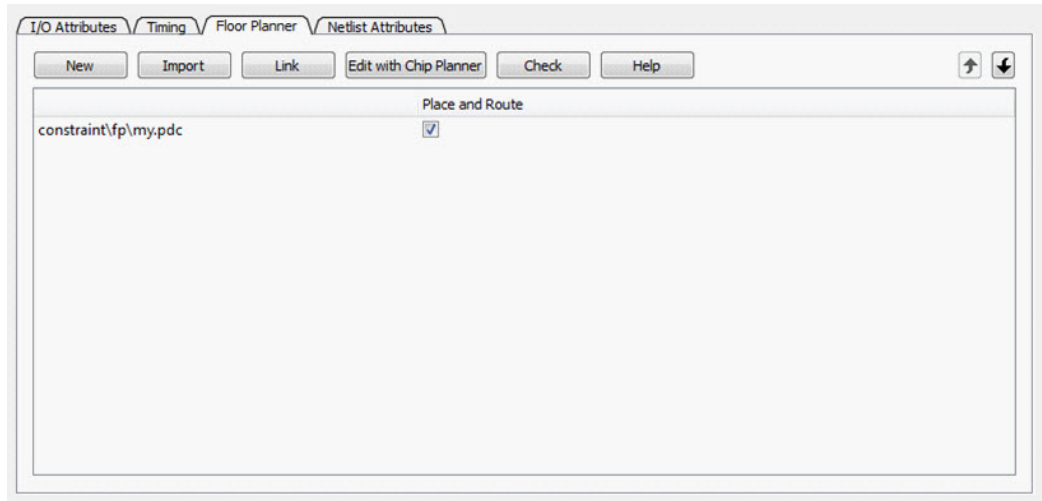 I/O Attributes Timing Floor Planner Netlist Attributes
New Import Link Edit with Chip Planner Check Help
Place and Route
constraint\fp\my.pdc